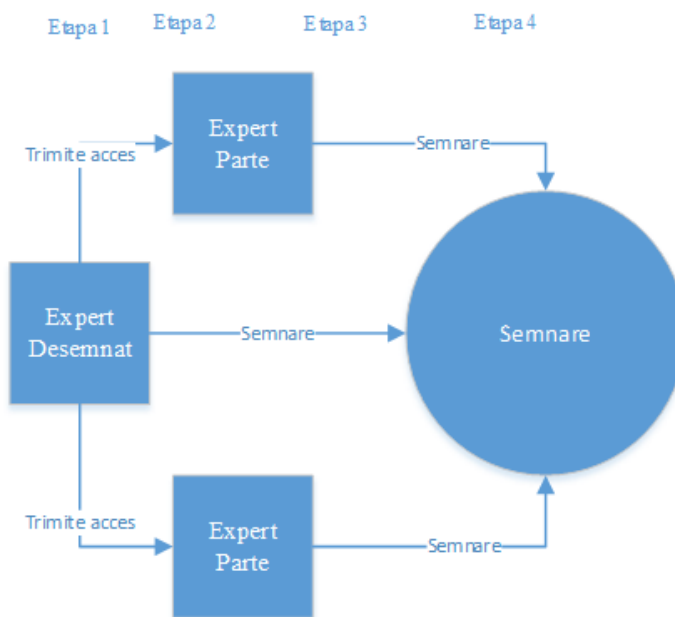 Etapa 1 Etapa 2 Etapa 3 Etapa 4
Expert
Parte
Trimite acces
Semnare
Expert
Desemnat
Semnare
Semnare
Trimite acces
Expert
Parte
Semnare